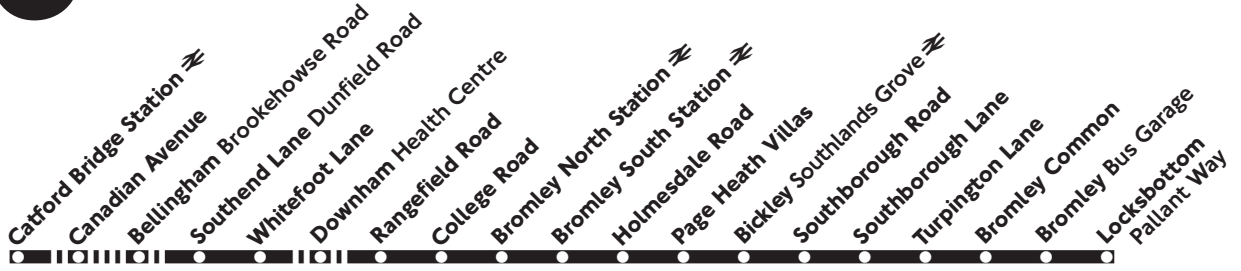 Catford Bridge Station
Canadian Avenue
Bellingham Brookehowse Road
Southend Lane Dunfield Road
Whitefoot Lane
Downham Health Centre
Rangefield Road
College Road
Bromley North Station
Bromley South Station
Holmesdale Road
Page Heath Villas
Bickley Southlands Grove
Southborough Road
Southborough Lane
Turpington Lane
Bromley Common
Bromley Bus Garage
Locksbottom
Pallant Way